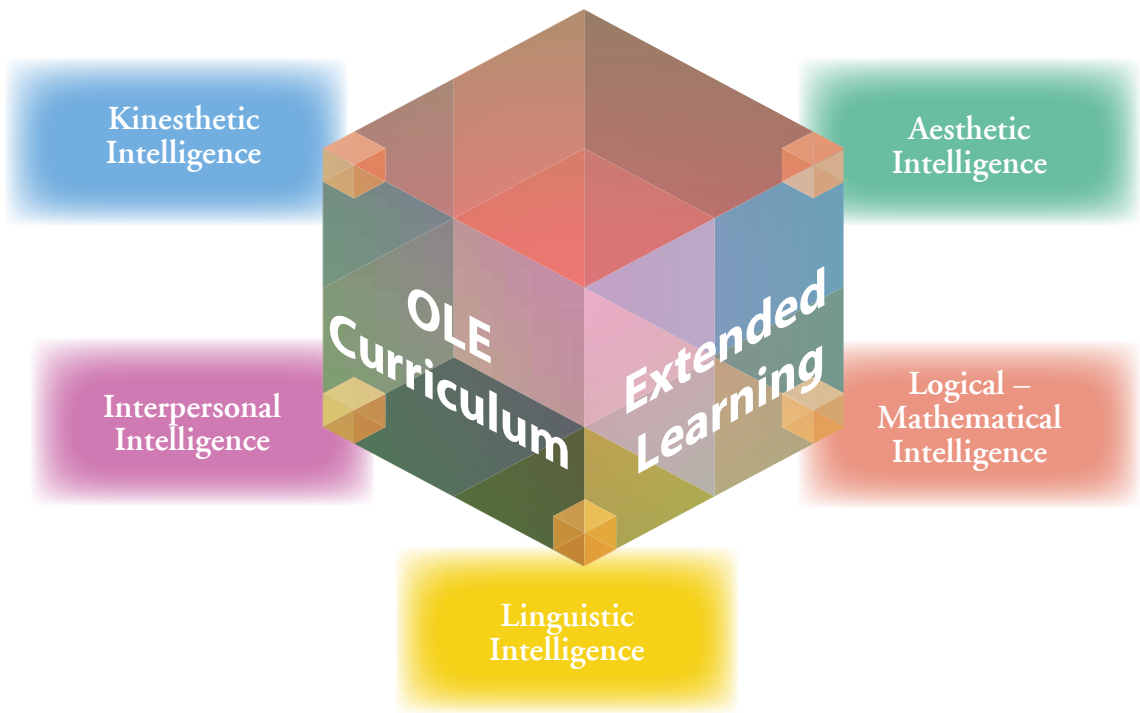 Kinesthetic
Intelligence
Aesthetic
Intelligence
OLE
Curriculum
Extended
Learning
Interpersonal
Intelligence
Logical –
Mathematical
Intelligence
Linguistic
Intelligence